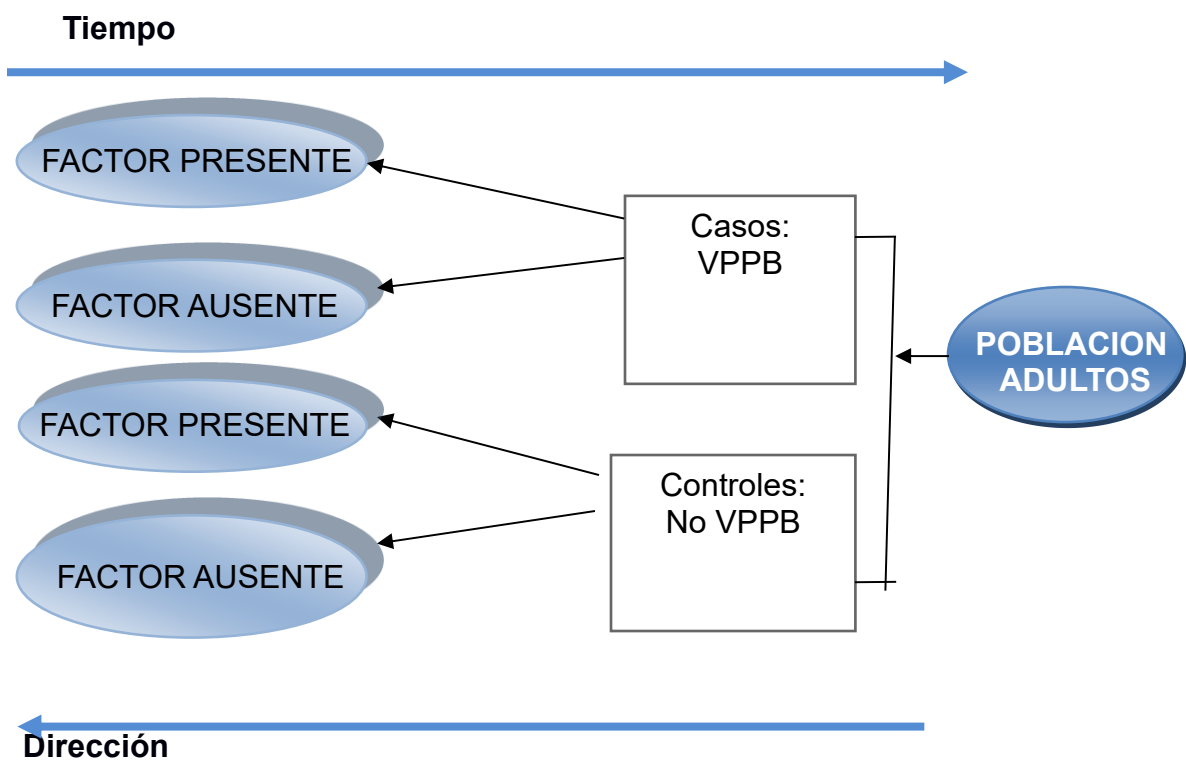 Tiempo
FACTOR PRESENTE
FACTOR AUSENTE
FACTOR PRESENTE
FACTOR AUSENTE
Casos:
VPPB
Controles:
No VPPB
POBLACION
ADULTOS
Dirección